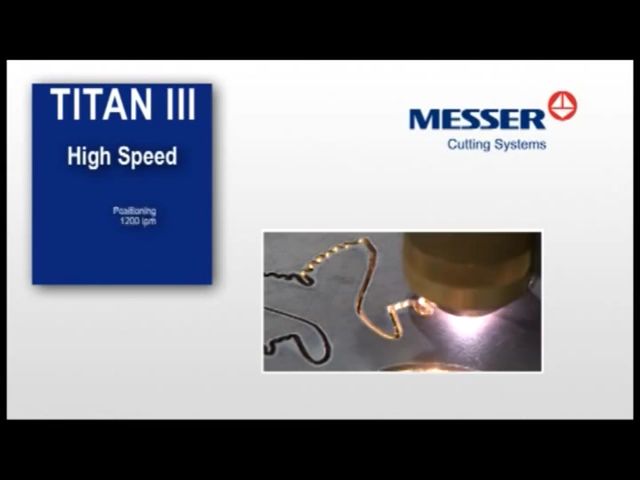 TITAN III
High Speed
Positioning
1200 ipm
MESSER
Cutting Systems